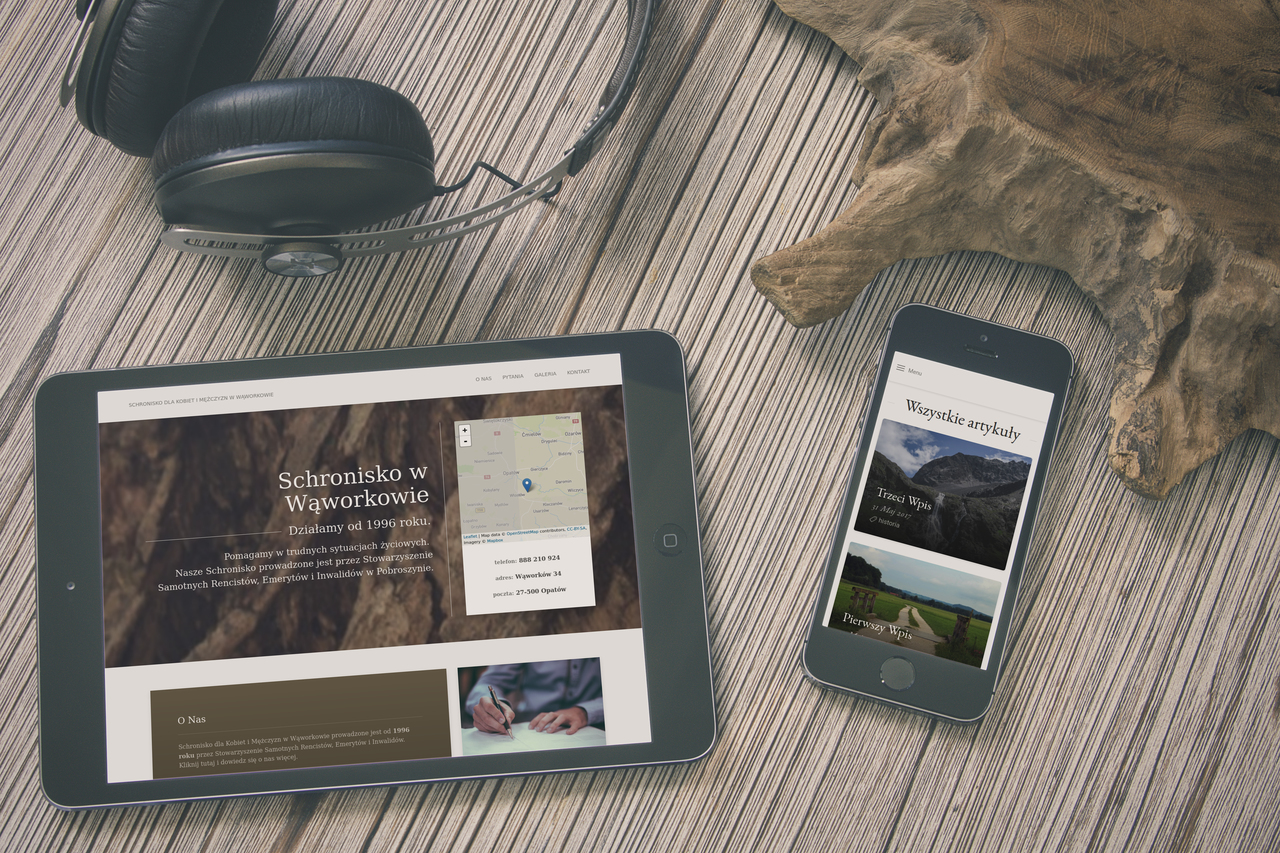 SCHRONISKO DLA KOBIET I MĘŻCZYZN W WĄWORKOWIE
O NAS PYTANIA GALERIA KONTAKT
Schronisko w
Wąworkowie
Działamy od 1996 roku.
Pomagamy w trudnych sytuacjach życiowych.
Nasze Schronisko prowadzone jest przez Stowarzyszenie
Samotnych Rencistów, Emerytów i Inwalidów w Pobroszynie.
+
-
Opatów
Leaflet | Map data © OpenStreetMap contributors, CC-BY-SA,
Imagery © Mapbox
telefon: 888 210 924
adres: Wąworków 34
poczta: 27-500 Opatów
O Nas
Schronisko dla Kobiet i Mężczyzn w Wąworkowie prowadzone jest od 1996
roku przez Stowarzyszenie Samotnych Rencistów, Emerytów i Inwalidów.
Kliknij tutaj i dowiedz się o nas więcej.
Menu
Wszystkie artykuły
Trzeci Wpis
31 Maj 2017
historia
Pierwszy Wpis